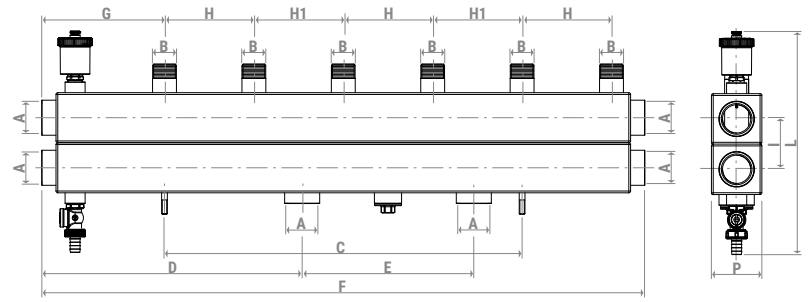 G H H1 H H1 H
B B B B B B
A A
I L
A A
A A
C P
D E
F